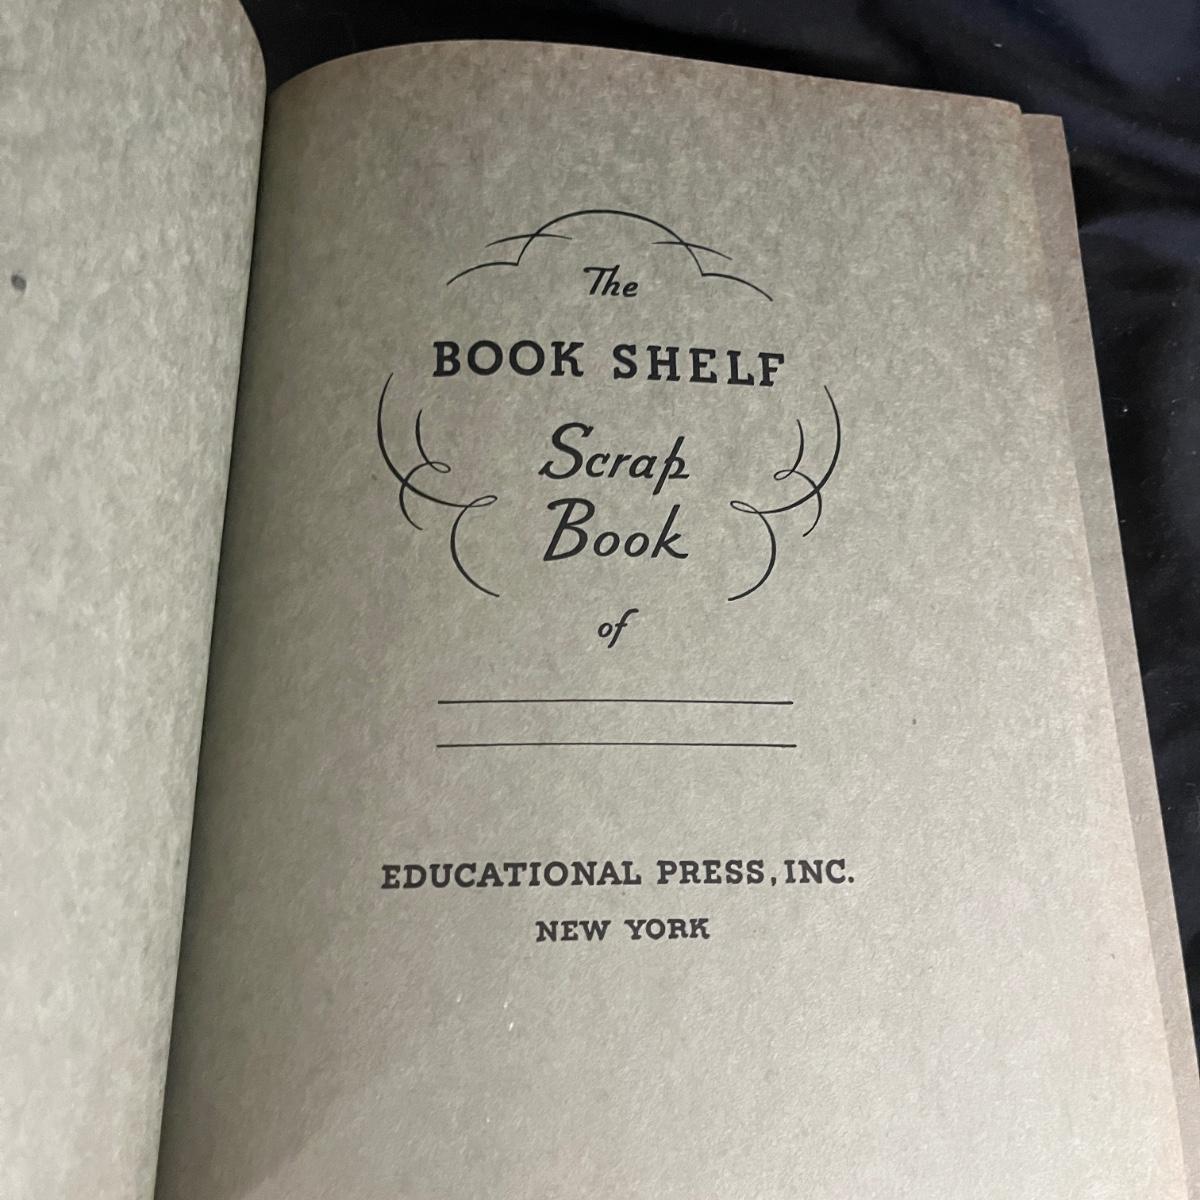 The
BOOK SHELF
Scrap
Book
of
EDUCATIONAL PRESS, INC.
NEW YORK